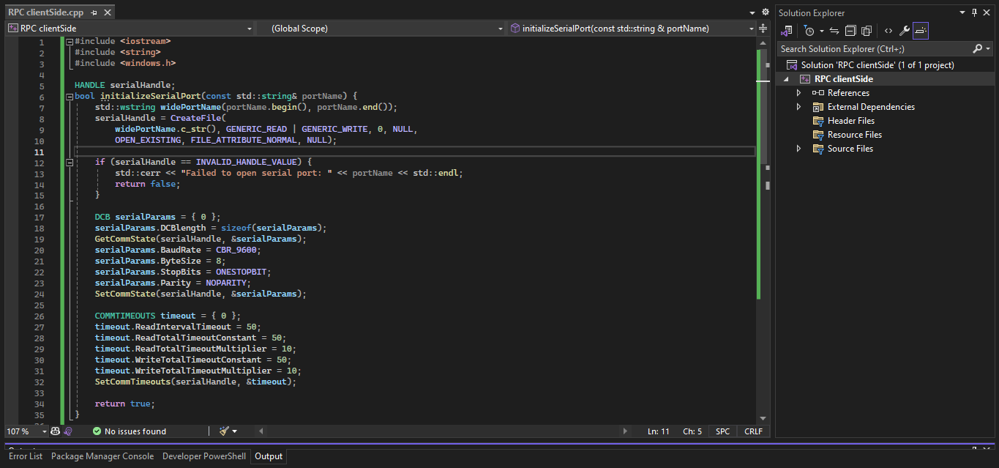 RPC clientSide.cpp
RPC clientSide
(Global Scope)
initializeSerialPort(const std::string & portName)
1 #include <iostream>
2 #include <string>
3 #include <windows.h>
4
5 HANDLE serialHandle;
6 bool initializeSerialPort(const std::string& portName) {
7 std::wstring widePortName(portName.begin(), portName.end());
8 serialHandle = CreateFile(
9 widePortName.c_str(), GENERIC_READ | GENERIC_WRITE, 0, NULL,
10 OPEN_EXISTING, FILE_ATTRIBUTE_NORMAL, NULL);
11
12 if (serialHandle == INVALID_HANDLE_VALUE) {
13 std::cerr << "Failed to open serial port: " << portName << std::endl;
14 return false;
15 }
16
17 DCB serialParams = { 0 };
18 serialParams.DCBlength = sizeof(serialParams);
19 GetCommState(serialHandle, &serialParams);
20 serialParams.BaudRate = CBR_9600;
21 serialParams.ByteSize = 8;
22 serialParams.StopBits = ONESTOPBIT;
23 serialParams.Parity = NOPARITY;
24 SetCommState(serialHandle, &serialParams);
25
26 COMMTIMEOUTS timeout = { 0 };
27 timeout.ReadIntervalTimeout = 50;
28 timeout.ReadTotalTimeoutConstant = 50;
29 timeout.ReadTotalTimeoutMultiplier = 10;
30 timeout.WriteTotalTimeoutConstant = 50;
31 timeout.WriteTotalTimeoutMultiplier = 10;
32 SetCommTimeouts(serialHandle, &timeout);
33
34 return true;
35 }
107 %
No issues found
Ln: 11 Ch: 5 SPC CRLF
Error List Package Manager Console Developer PowerShell Output
Solution Explorer
Search Solution Explorer (Ctrl+;)
Solution 'RPC clientSide' (1 of 1 project)
RPC clientSide
References
External Dependencies
Header Files
Resource Files
Source Files